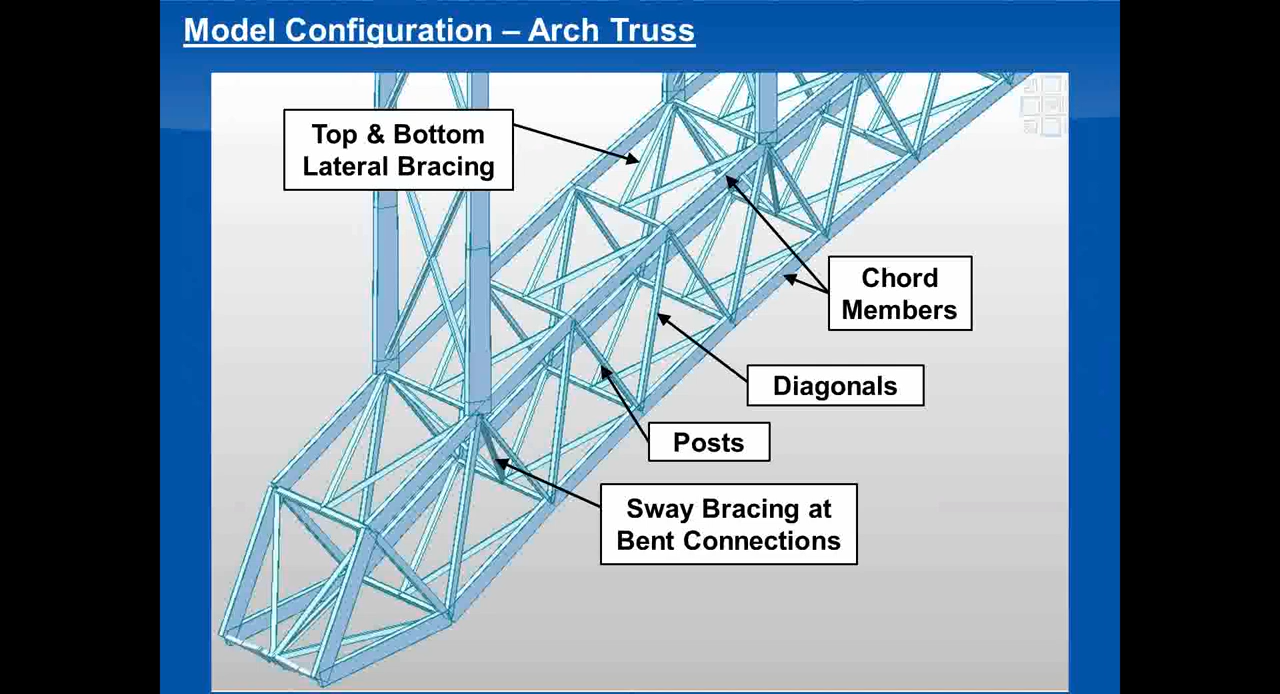 Model Configuration – Arch Truss
Top & Bottom
Lateral Bracing
Chord
Members
Diagonals
Posts
Sway Bracing at
Bent Connections